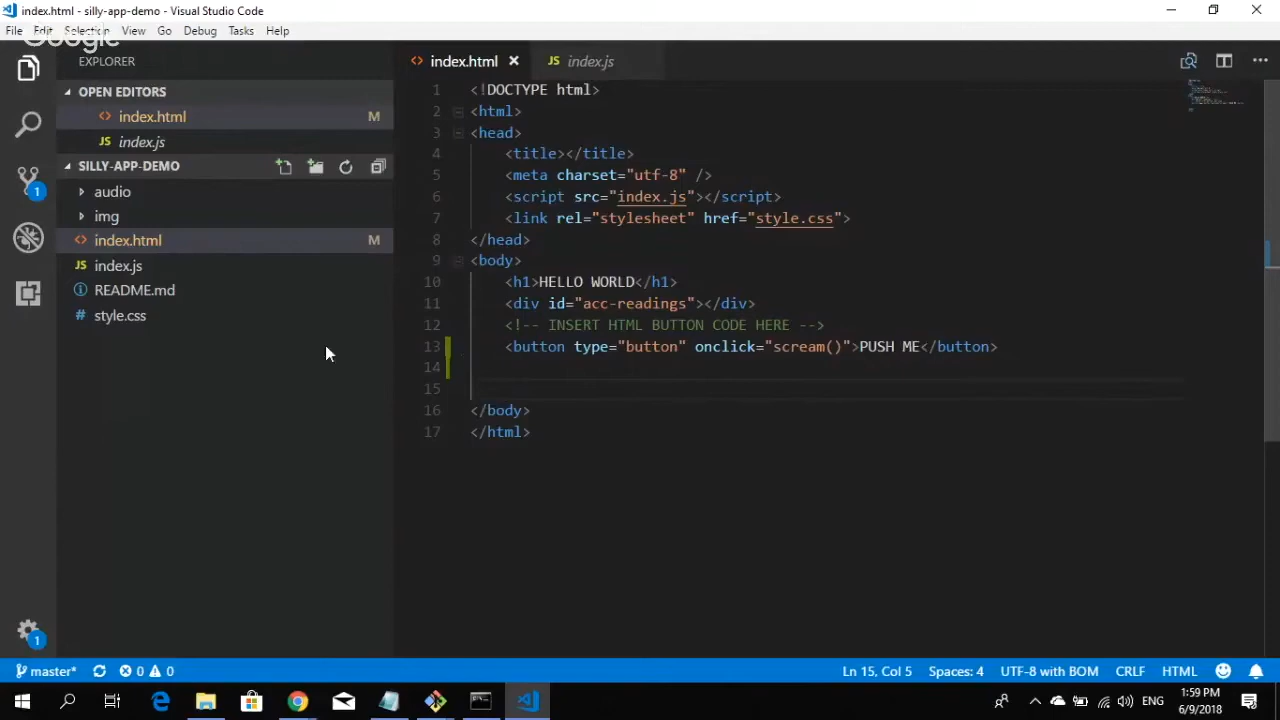 index.html - silly-app-demo - Visual Studio Code
File Edit Selection View Go Debug Tasks Help
Google
EXPLORER
OPEN EDITORS
index.html M
JS index.js
SILLY-APP-DEMO
audio
img
<> index.html M
JS index.js
README.md
# style.css
<> index.html ×
JS index.js
1 <!DOCTYPE html>
2 <html>
3 <head>
4 <title></title>
5 <meta charset="utf-8" />
6 <script src="index.js"></script>
7 <link rel="stylesheet" href="style.css">
8 </head>
9 <body>
10 <h1>HELLO WORLD</h1>
11 <div id="acc-readings"></div>
12 <!-- INSERT HTML BUTTON CODE HERE -->
13 <button type="button" onclick="scream()">PUSH ME</button>
14
15
16 </body>
17 </html>
1
1
master* 0 0 Ln 15, Col 5 Spaces: 4 UTF-8 with BOM CRLF HTML
ENG
1:59 PM
6/9/2018